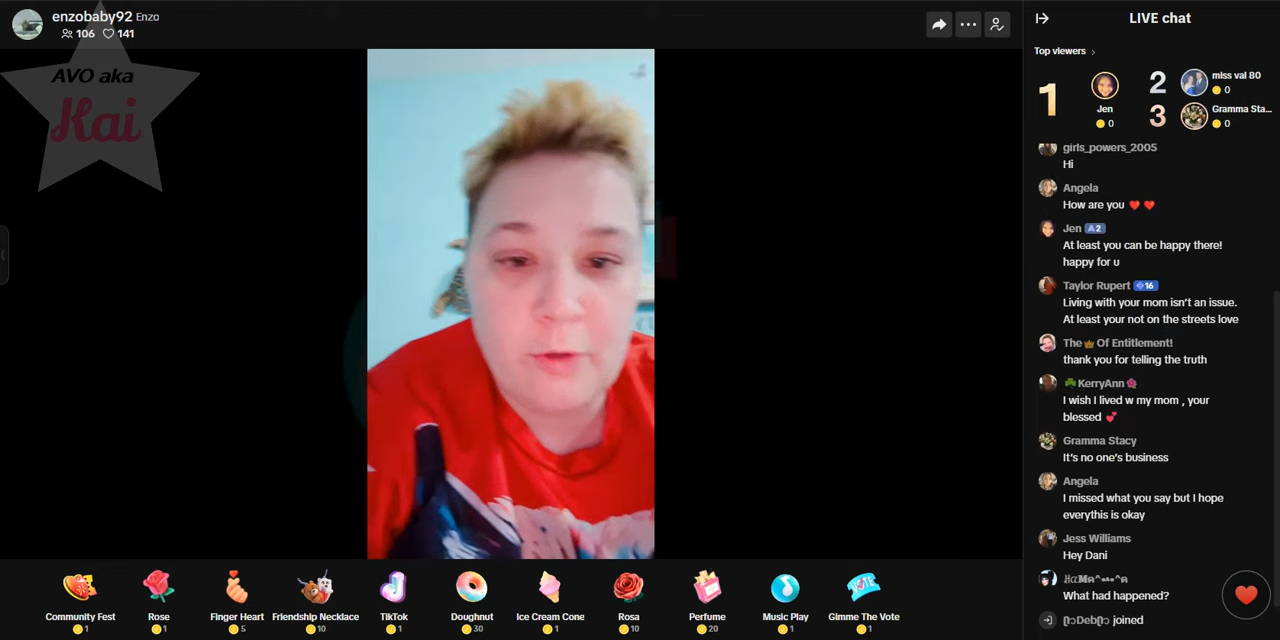 enzobaby92 Enzo
106 141
AVO aka
Kai
LIVE chat
Top viewers
1
Jen
0
2
miss val 80
0
3
Gramma Sta...
0
girls_powers_2005
Hi
Angela
How are you ❤️ ❤️
Jen 2
At least you can be happy there!
happy for u
Taylor Rupert 16
Living with your mom isn't an issue.
At least your not on the streets love
The👑Of Entitlement!
thank you for telling the truth
☘️KerryAnn🌺
I wish I lived w my mom , your
blessed 💕
Gramma Stacy
It's no one's business
Angela
I missed what you say but I hope
everythis is okay
Jess Williams
Hey Dani
What had happened?
joined
Community Fest
1
Rose
1
Finger Heart
5
Friendship Necklace
10
TikTok
1
Doughnut
30
Ice Cream Cone
1
Rosa
10
Perfume
20
Music Play
1
VOTE
Gimme The Vote
1